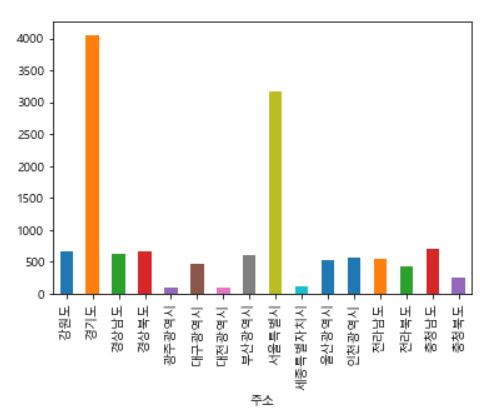 4000
3500
3000
2500
2000
1500
1000
500
0
강원도
경기도
경상남도
경상북도
광주광역시
대구광역시
대전광역시
부산광역시
서울특별시
세종특별자치시
울산광역시
인천광역시
전라남도
전라북도
충청남도
충청북도
주소